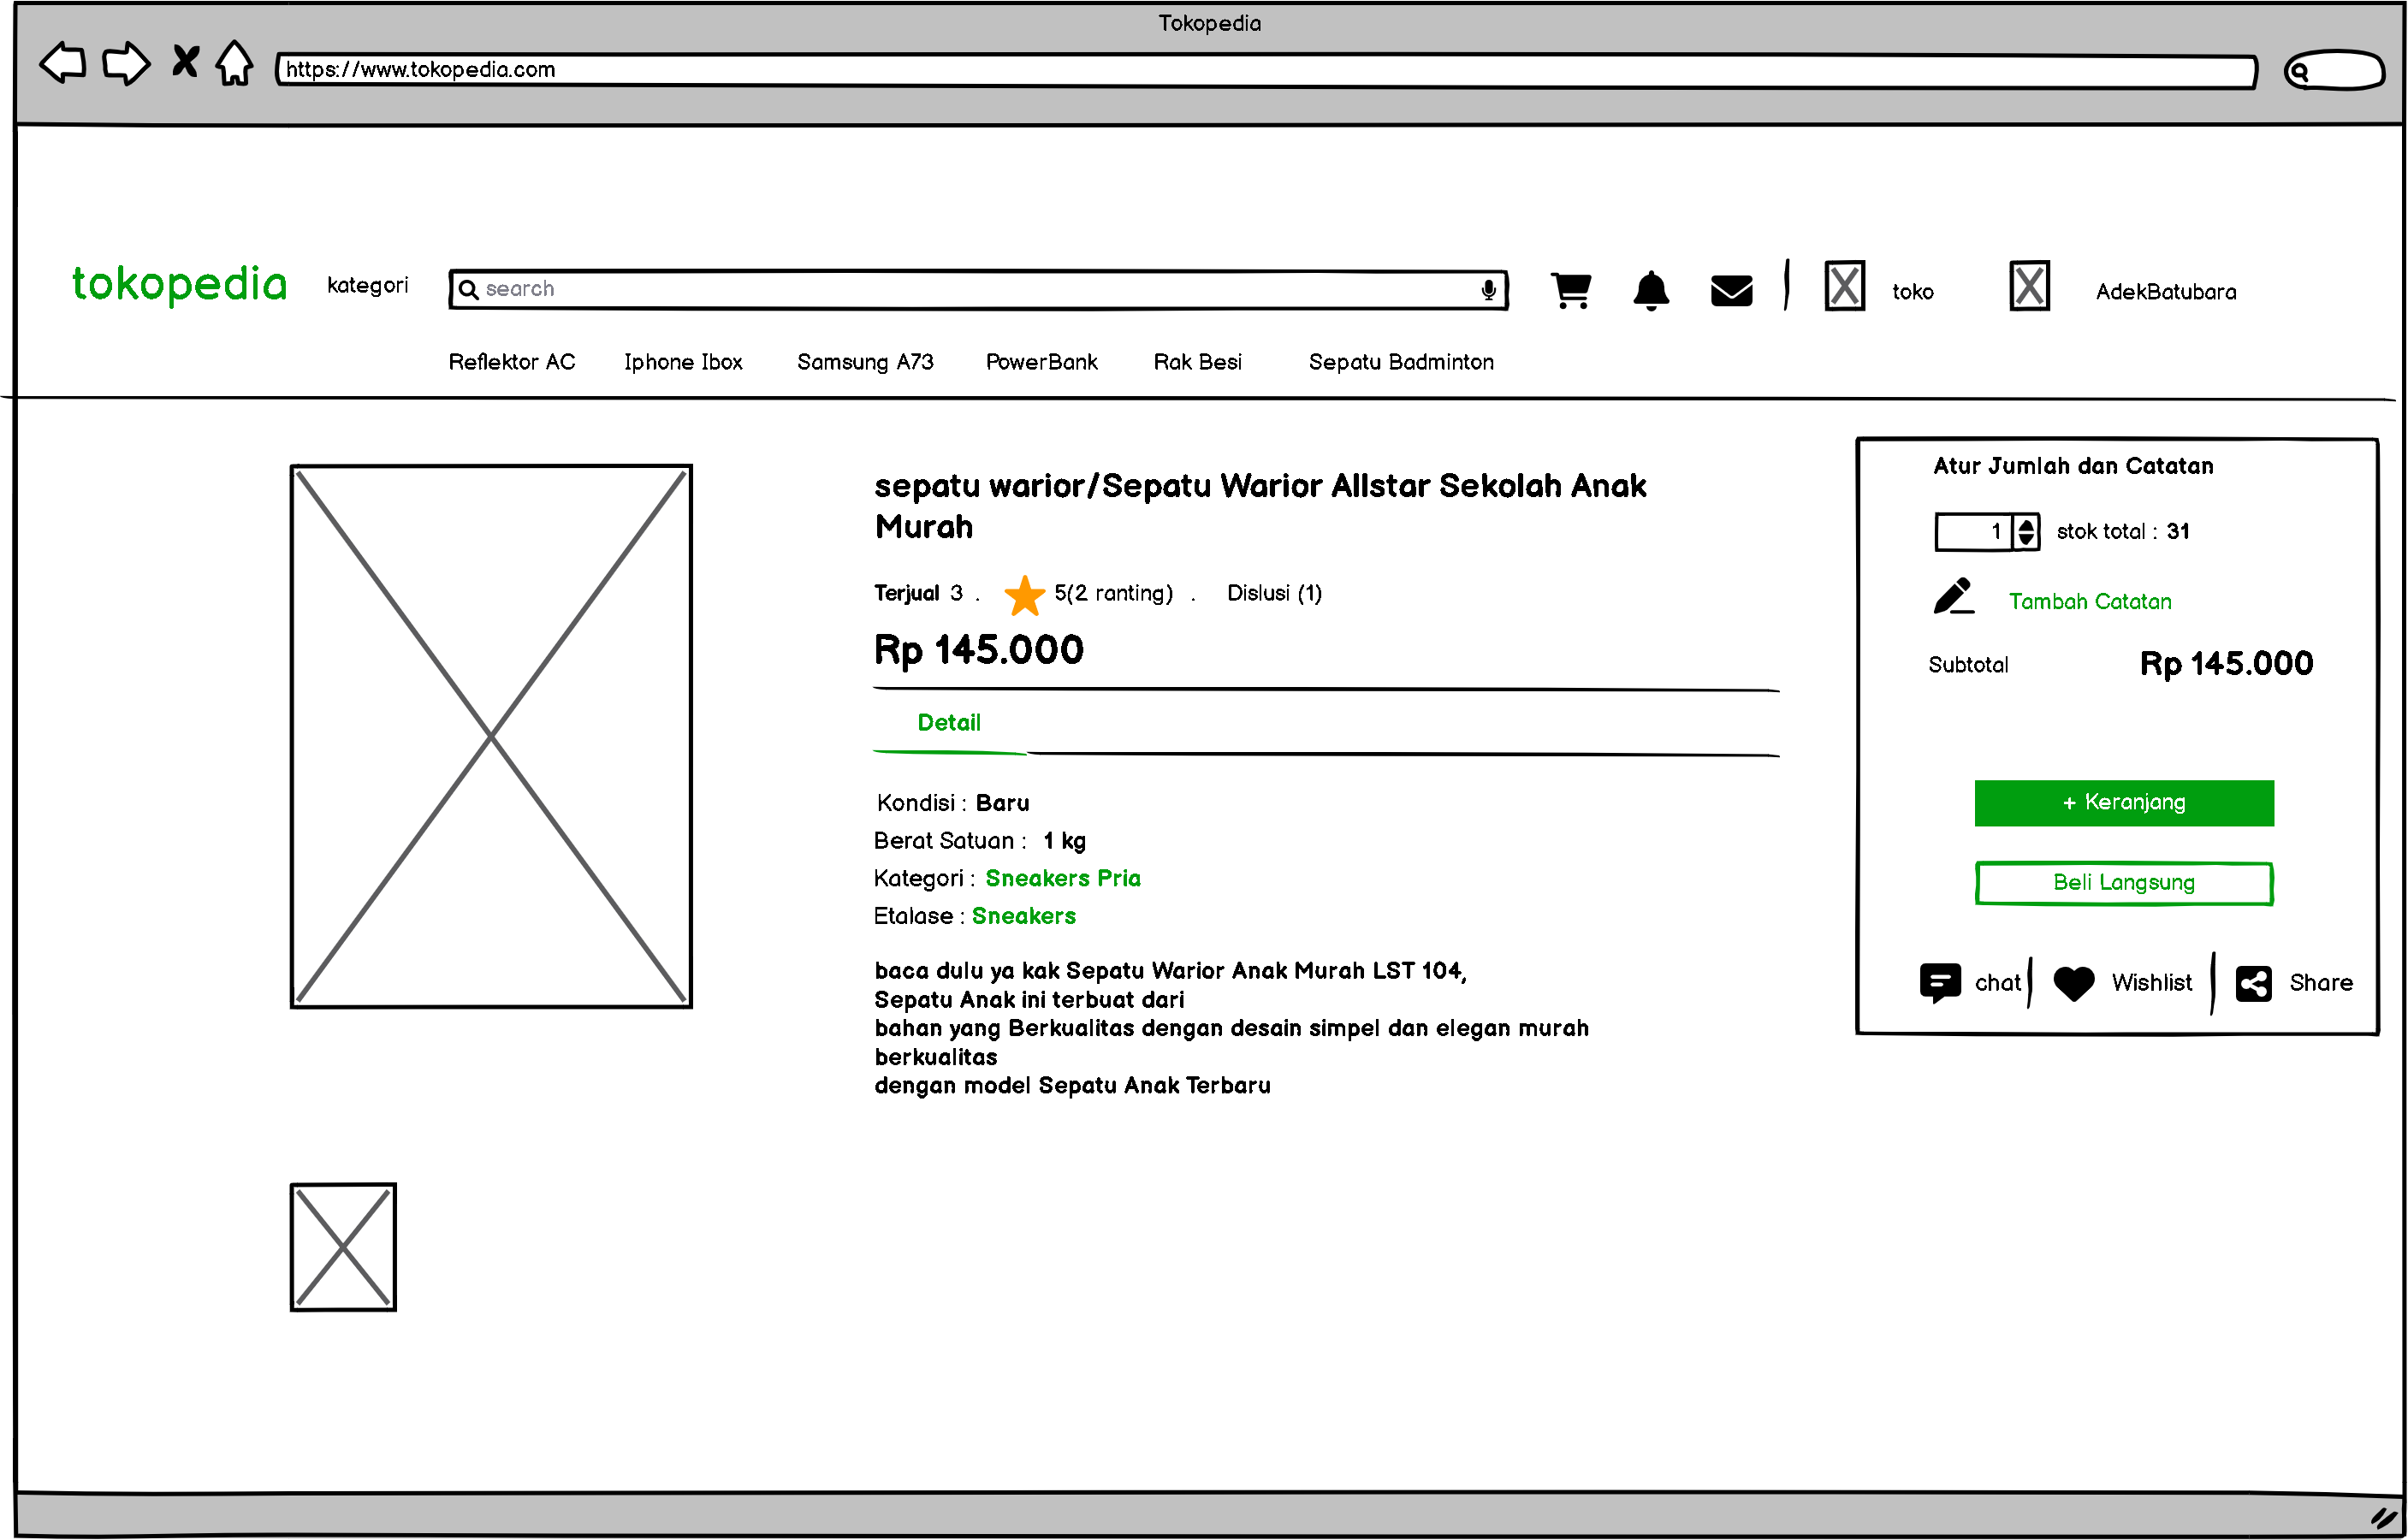 Tokopedia
https://www.tokopedia.com
tokopedia kategori search toko AdekBatubara
Reflektor AC Iphone Ibox Samsung A73 PowerBank Rak Besi Sepatu Badminton
sepatu warior/Sepatu Warior Allstar Sekolah Anak
Murah
Terjual 3 . 5(2 ranting) . Dislusi (1)
Rp 145.000
Detail
Kondisi : Baru
Berat Satuan : 1 kg
Kategori : Sneakers Pria
Etalase : Sneakers
baca dulu ya kak Sepatu Warior Anak Murah LST 104,
Sepatu Anak ini terbuat dari
bahan yang Berkualitas dengan desain simpel dan elegan murah
berkualitas
dengan model Sepatu Anak Terbaru
Atur Jumlah dan Catatan
1 stok total : 31
Tambah Catatan
Subtotal Rp 145.000
+ Keranjang
Beli Langsung
chat Wishlist Share